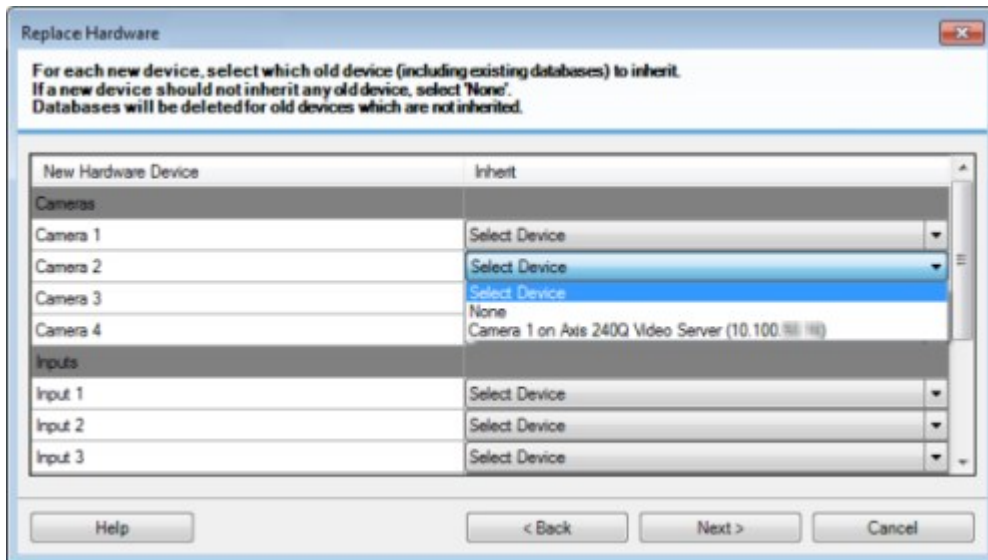 Replace Hardware
For each new device, select which old device (including existing databases) to inherit.
If a new device should not inherit any old device, select 'None'.
Databases will be deleted for old devices which are not inherited.
New Hardware Device Inherit
Cameras
Camera 1 Select Device
Camera 2 Select Device
Select Device
Camera 3
None
Camera 4 Camera 1 on Axis 240Q Video Server (10.100.
Inputs
Input 1 Select Device
Input 2 Select Device
Input 3 Select Device
Help < Back Next > Cancel